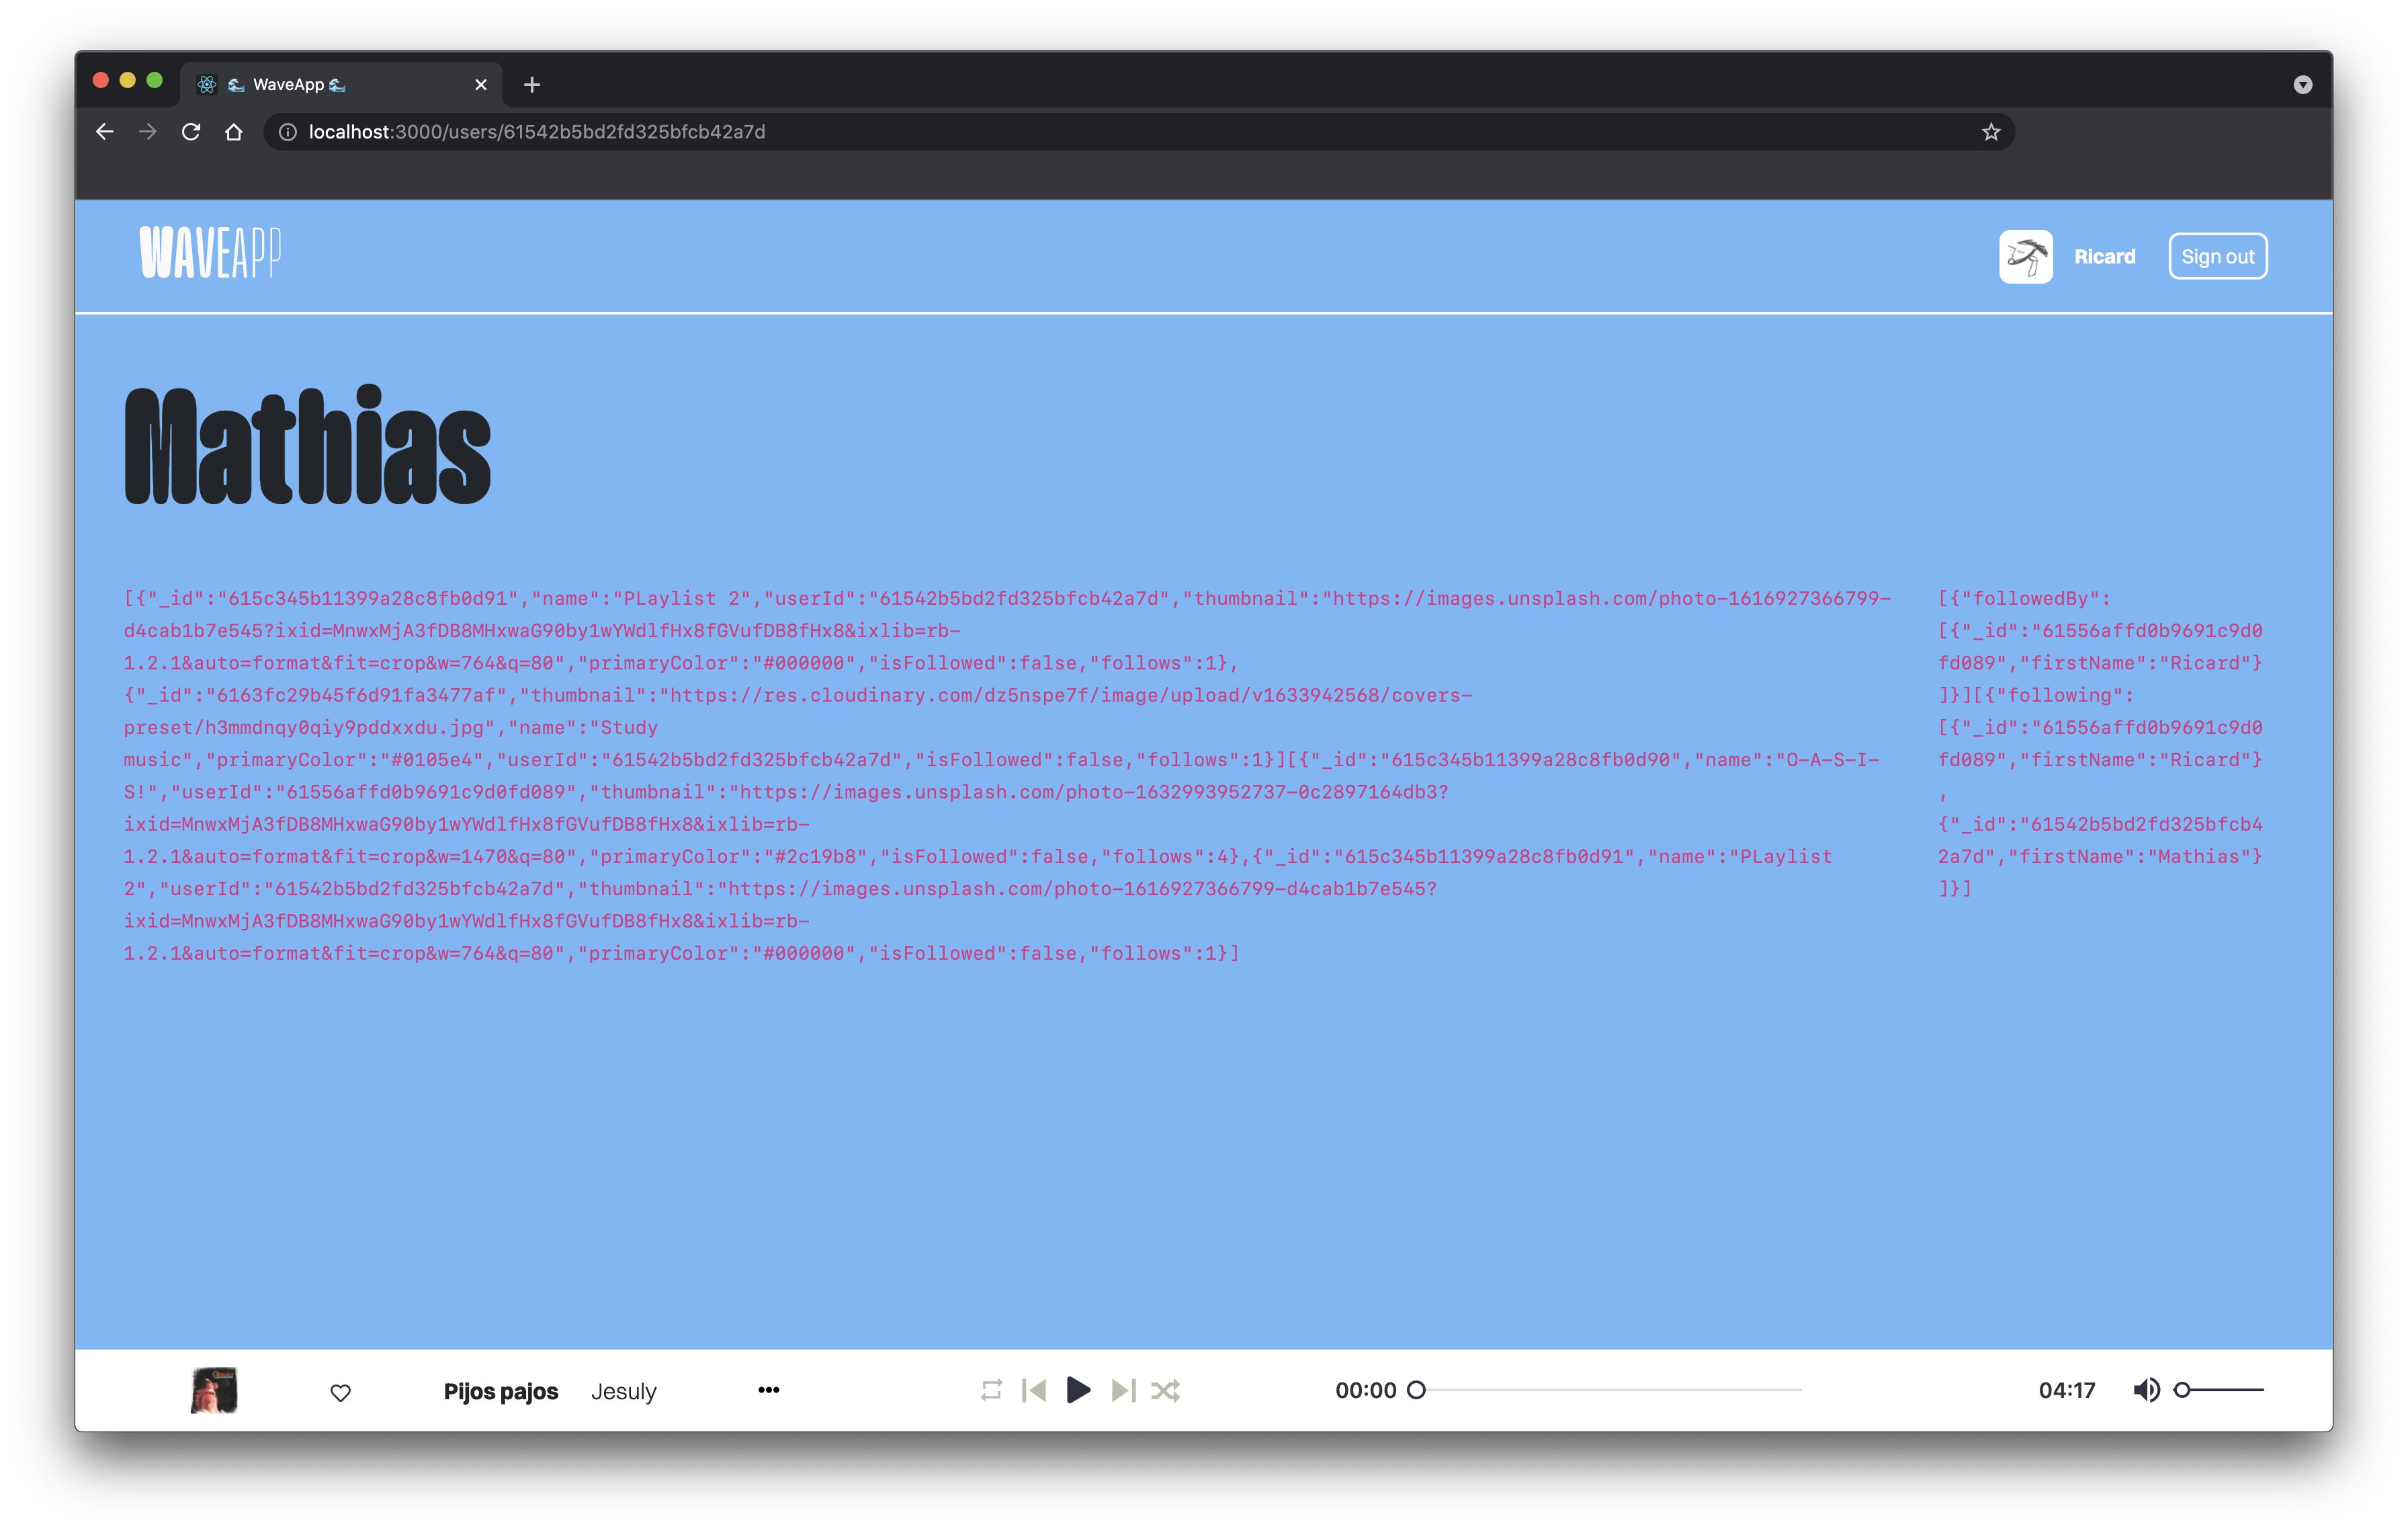 🌊 WaveApp 🌊
localhost:3000/users/61542b5bd2fd325bfcb42a7d
WAVEAPP
Ricard
Sign out
Mathias
[{"_id":"615c345b11399a28c8fb0d91","name":"PLaylist 2","userId":"61542b5bd2fd325bfcb42a7d","thumbnail":"https://images.unsplash.com/photo-1616927366799-
d4cab1b7e545?ixid=MnwxMjA3fDB8MHxwaG90by1wYWdlfHx8fGVufDB8fHx8&ixlib=rb-
1.2.1&auto=format&fit=crop&w=764&q=80","primaryColor":"#000000","isFollowed":false,"follows":1},
{"_id":"6163fc29b45f6d91fa3477af","thumbnail":"https://res.cloudinary.com/dz5nspe7f/image/upload/v1633942568/covers-
preset/h3mmdnqy0qiy9pddxxdu.jpg","name":"Study
music","primaryColor":"#0105e4","userId":"61542b5bd2fd325bfcb42a7d","isFollowed":false,"follows":1}][{"_id":"615c345b11399a28c8fb0d90","name":"O-A-S-I-
S!","userId":"61556affd0b9691c9d0fd089","thumbnail":"https://images.unsplash.com/photo-1632993952737-0c2897164db3?
ixid=MnwxMjA3fDB8MHxwaG90by1wYWdlfHx8fGVufDB8fHx8&ixlib=rb-
1.2.1&auto=format&fit=crop&w=1470&q=80","primaryColor":"#2c19b8","isFollowed":false,"follows":4},{"_id":"615c345b11399a28c8fb0d91","name":"PLaylist
2","userId":"61542b5bd2fd325bfcb42a7d","thumbnail":"https://images.unsplash.com/photo-1616927366799-d4cab1b7e545?
ixid=MnwxMjA3fDB8MHxwaG90by1wYWdlfHx8fGVufDB8fHx8&ixlib=rb-
1.2.1&auto=format&fit=crop&w=764&q=80","primaryColor":"#000000","isFollowed":false,"follows":1}]
[{"followedBy":
[{"_id":"61556affd0b9691c9d0
fd089","firstName":"Ricard"}
]}][{"following":
[{"_id":"61556affd0b9691c9d0
fd089","firstName":"Ricard"}
,
{"_id":"61542b5bd2fd325bfcb4
2a7d","firstName":"Mathias"}
]}]
Pijos pajos
Jesuly
00:00
04:17